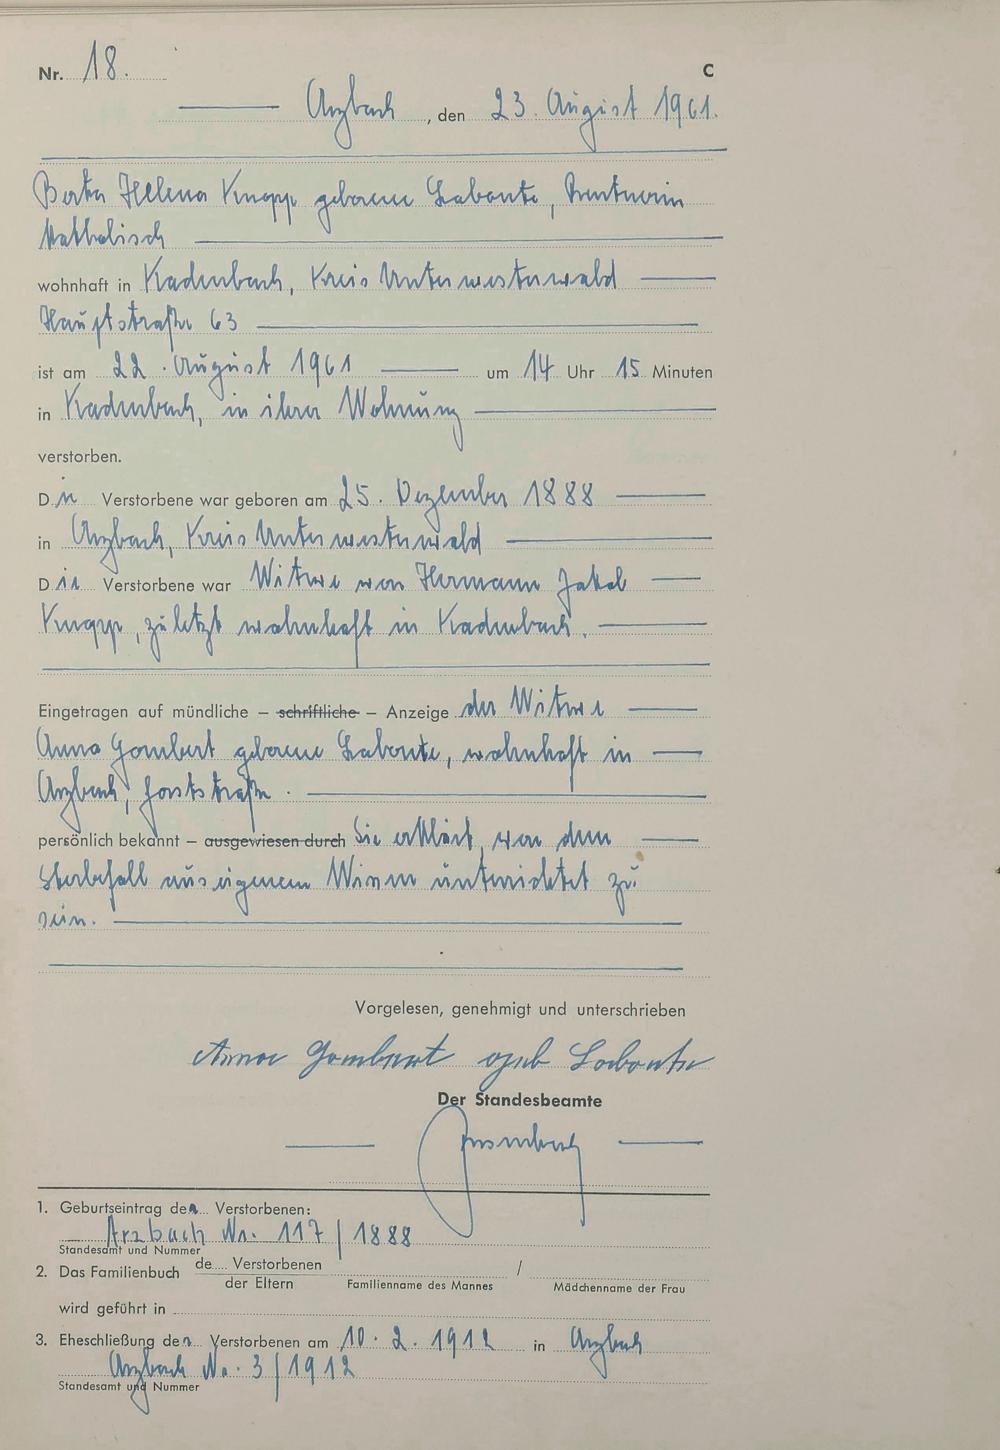 Nr. 18. C
Arzbach, den 23. August 1961.
Berta Helena Knopp geborene Labonte, Rentnerin
katholisch
wohnhaft in Kadenbach, Kreis Unterwesterwald
Hauptstraße 63
ist am 22. August 1961 um 14 Uhr 15 Minuten
in Kadenbach, in ihrer Wohnung
verstorben.
Die Verstorbene war geboren am 25. Dezember 1888
in Arzbach, Kreis Unterwesterwald
Die Verstorbene war Witwe von Hermann Jakob
Knopp, zuletzt wohnhaft in Kadenbach.
Eingetragen auf mündliche – schriftliche – Anzeige der Witwe
Anna Gombert geborene Labonte, wohnhaft in
Arzbach, Forststraße.
persönlich bekannt – ausgewiesen durch Sie erklärt, von dem
Sterbefall aus eigenem Wissen unterrichtet zu
sein.
Vorgelesen, genehmigt und unterschrieben
Anna Gombert geb Labonte
Der Standesbeamte
1. Geburtseintrag der Verstorbenen:
Arzbach Nr. 117/1888
Standesamt und Nummer
2. Das Familienbuch de.... Verstorbenen /
der Eltern Familienname des Mannes Mädchenname der Frau
wird geführt in
3. Eheschließung der Verstorbenen am 10. 2. 1912 in Arzbach
Arzbach Nr. 3/1912
Standesamt und Nummer